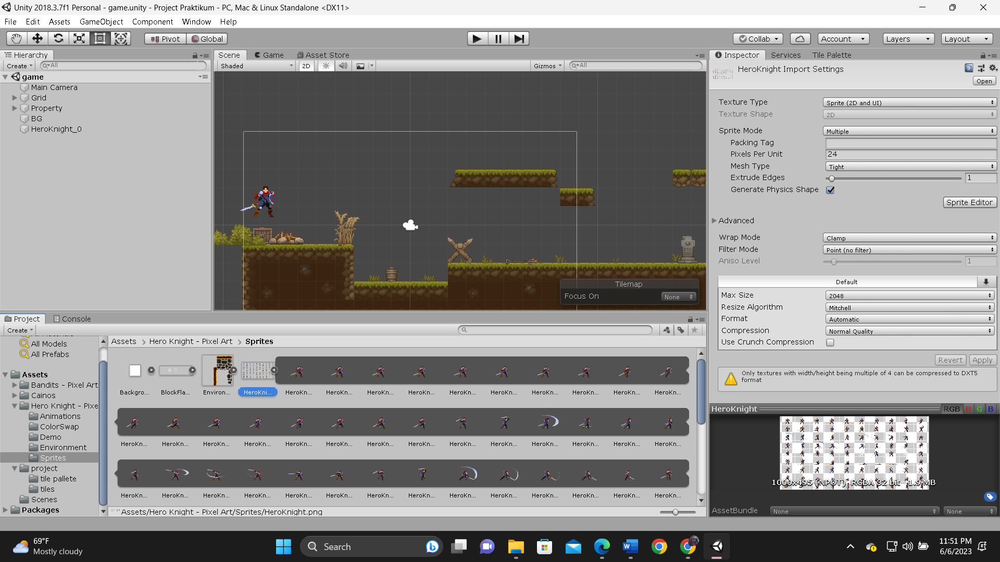 Unity 2018.3.7f1 Personal - game.unity - Project Praktikum - PC, Mac & Linux Standalone <DX11>
File Edit Assets GameObject Component Window Help
Pivot Global Collab Account Layers Layout
Hierarchy
Create All
game
Main Camera
Grid
Property
BG
HeroKnight_0
Scene Game Asset Store
Shaded 2D Gizmos All
Tilemap
Focus On None
Inspector Services Tile Palette
HeroKnight Import Settings
Open
Texture Type Sprite (2D and UI)
Texture Shape 2D
Sprite Mode Multiple
Packing Tag
Pixels Per Unit 24
Mesh Type Tight
Extrude Edges 1
Generate Physics Shape
Sprite Editor
Advanced
Wrap Mode Clamp
Filter Mode Point (no filter)
Aniso Level 1
Default
Max Size 2048
Resize Algorithm Mitchell
Format Automatic
Compression Normal Quality
Use Crunch Compression
Revert Apply
Only textures with width/height being multiple of 4 can be compressed to DXT5
format
HeroKnight RGB R G B
1000x495 (NPOT) RGBA 32 bit 1.9 MB
AssetBundle None None
Project Console
Create
All Models
All Prefabs
Assets
Bandits - Pixel Art
Cainos
Hero Knight - Pixe
Animations
ColorSwap
Demo
Environment
Sprites
project
tile pallete
tiles
Scenes
Packages
Assets > Hero Knight - Pixel Art > Sprites
Backgro... BlockFla... Environ... HeroKni... HeroKn... HeroKn... HeroKn... HeroKn... HeroKn... HeroKn... HeroKn... HeroKn... HeroKn... HeroKn...
HeroKn... HeroKn... HeroKn... HeroKn... HeroKn... HeroKn... HeroKn... HeroKn... HeroKn... HeroKn... HeroKn... HeroKn... HeroKn... HeroKn...
HeroKn... HeroKn... HeroKn... HeroKn... HeroKn... HeroKn... HeroKn... HeroKn... HeroKn... HeroKn... HeroKn... HeroKn... HeroKn... HeroKn...
Assets/Hero Knight - Pixel Art/Sprites/HeroKnight.png
69°F
Mostly cloudy
Search
11:51 PM
6/6/2023